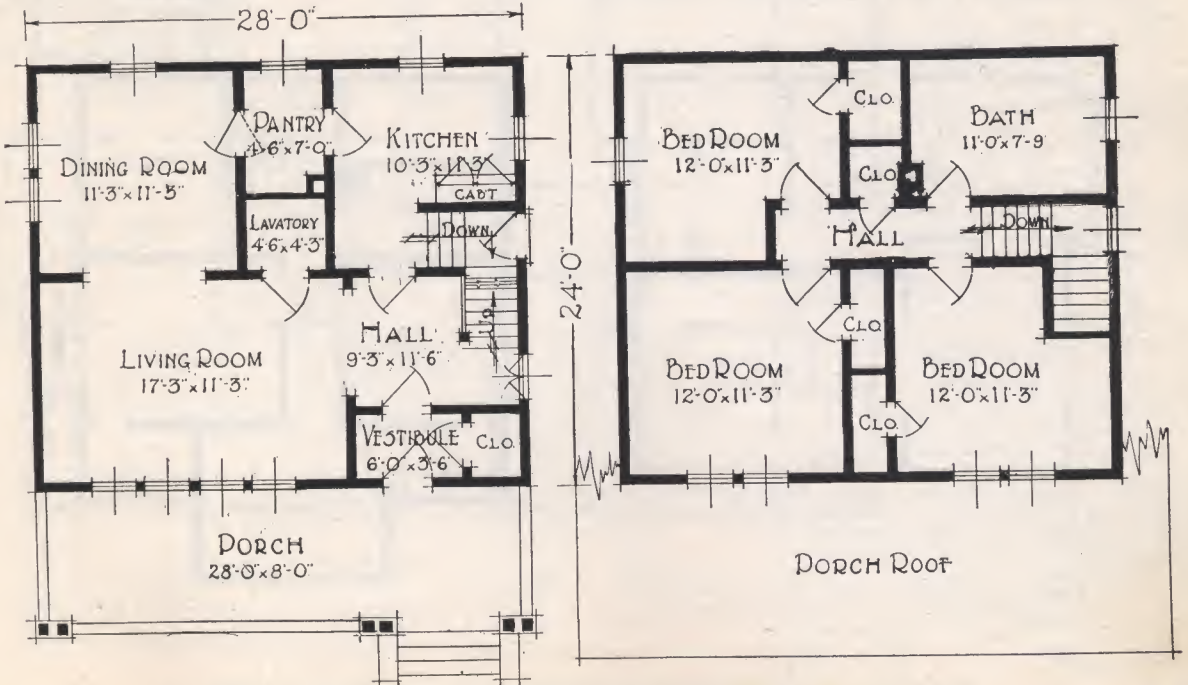 28'-0"
PANTRY
4'-6"x7'-0"
KITCHEN
10'-3"x11'-3"
CABT
DINING ROOM
11'-3"x11'-3"
LAVATORY
4'-6"x4'-3"
DOWN
UP
HALL
9'-3"x11'-6"
LIVING ROOM
17'-3"x11'-3"
VESTIBULE
6'-0"x3'-6"
CLO.
PORCH
28'-0"x8'-0"
24'-0"
BED ROOM
12'-0"x11'-3"
CLO.
BATH
11'-0"x7'-9"
CLO.
HALL
DOWN
BED ROOM
12'-0"x11'-3"
CLO.
BED ROOM
12'-0"x11'-3"
CLO.
PORCH ROOF